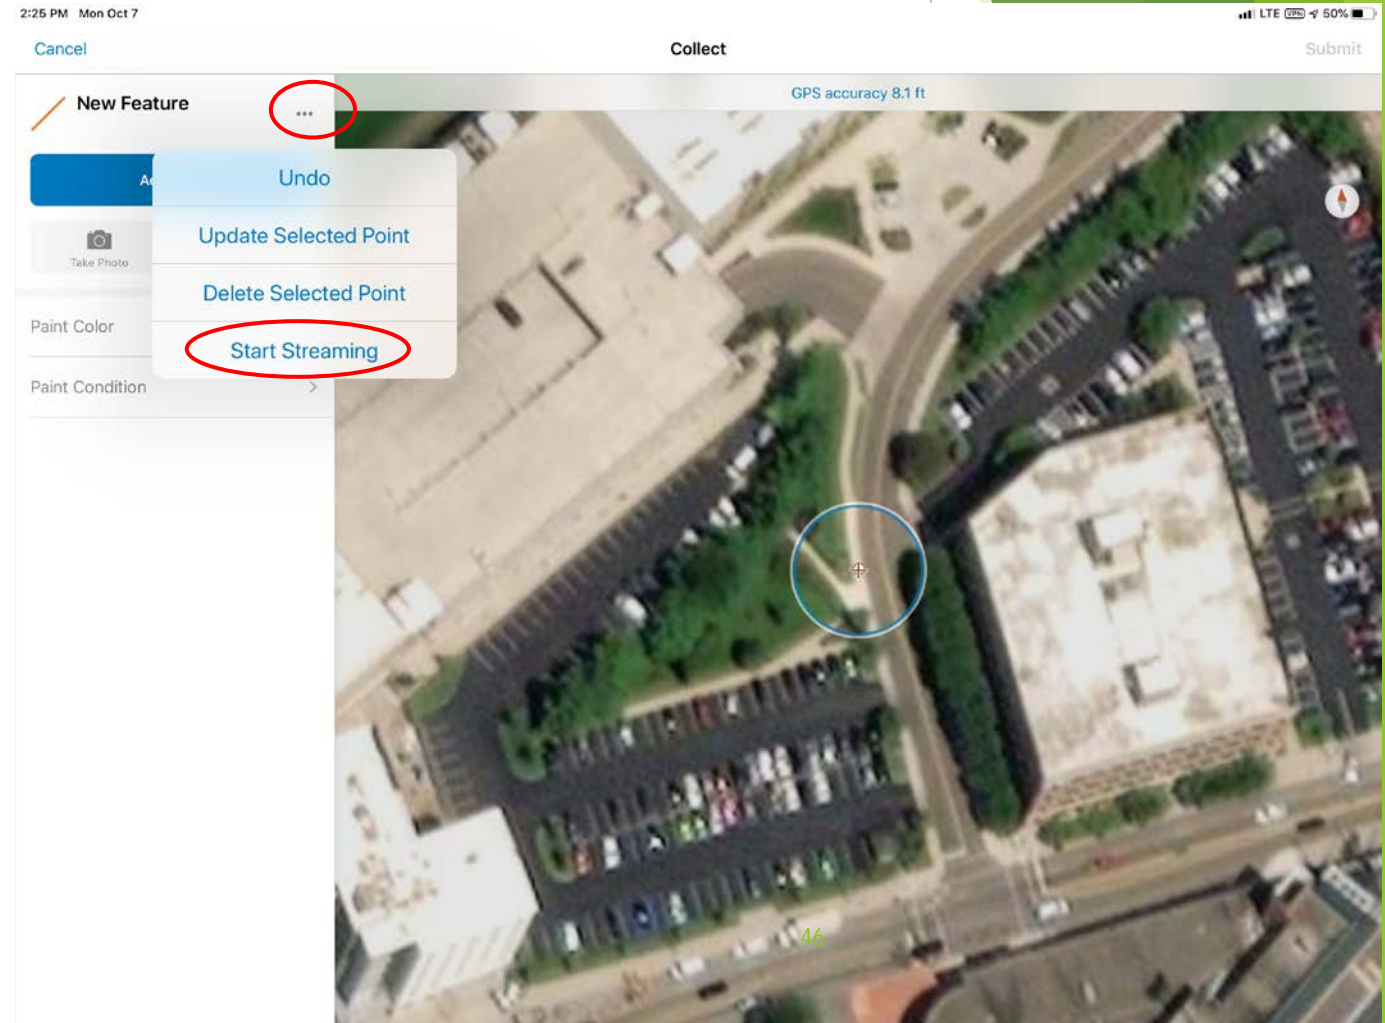 2:25 PM Mon Oct 7
LTE VPN 50%
Cancel
Collect
Submit
New Feature
•••
GPS accuracy 8.1 ft
Undo
Update Selected Point
Take Photo
Delete Selected Point
Paint Color
Start Streaming
Paint Condition
46